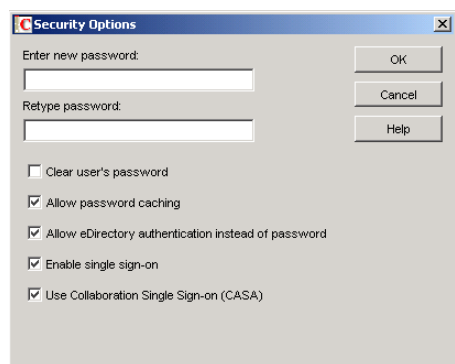 Security Options
Enter new password:
OK
Cancel
Retype password:
Help
Clear user's password
Allow password caching
Allow eDirectory authentication instead of password
Enable single sign-on
Use Collaboration Single Sign-on (CASA)